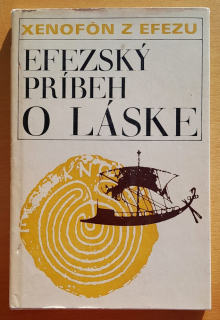 XENOFÓN Z EFEZU
EFEZSKÝ
PRÍBEH
O LÁSKE